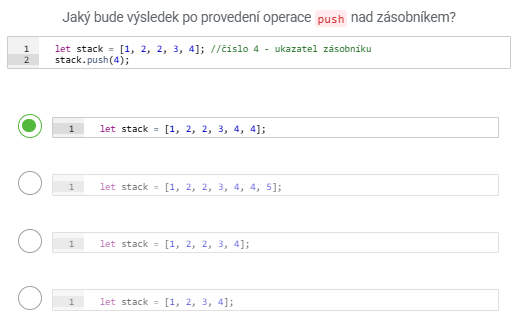 Jaký bude výsledek po provedení operace push nad zásobníkem?
1 let stack = [1, 2, 2, 3, 4]; //číslo 4 - ukazatel zásobníku
2 stack.push(4);
1 let stack = [1, 2, 2, 3, 4, 4];
1 let stack = [1, 2, 2, 3, 4, 4, 5];
1 let stack = [1, 2, 2, 3, 4];
1 let stack = [1, 2, 3, 4];